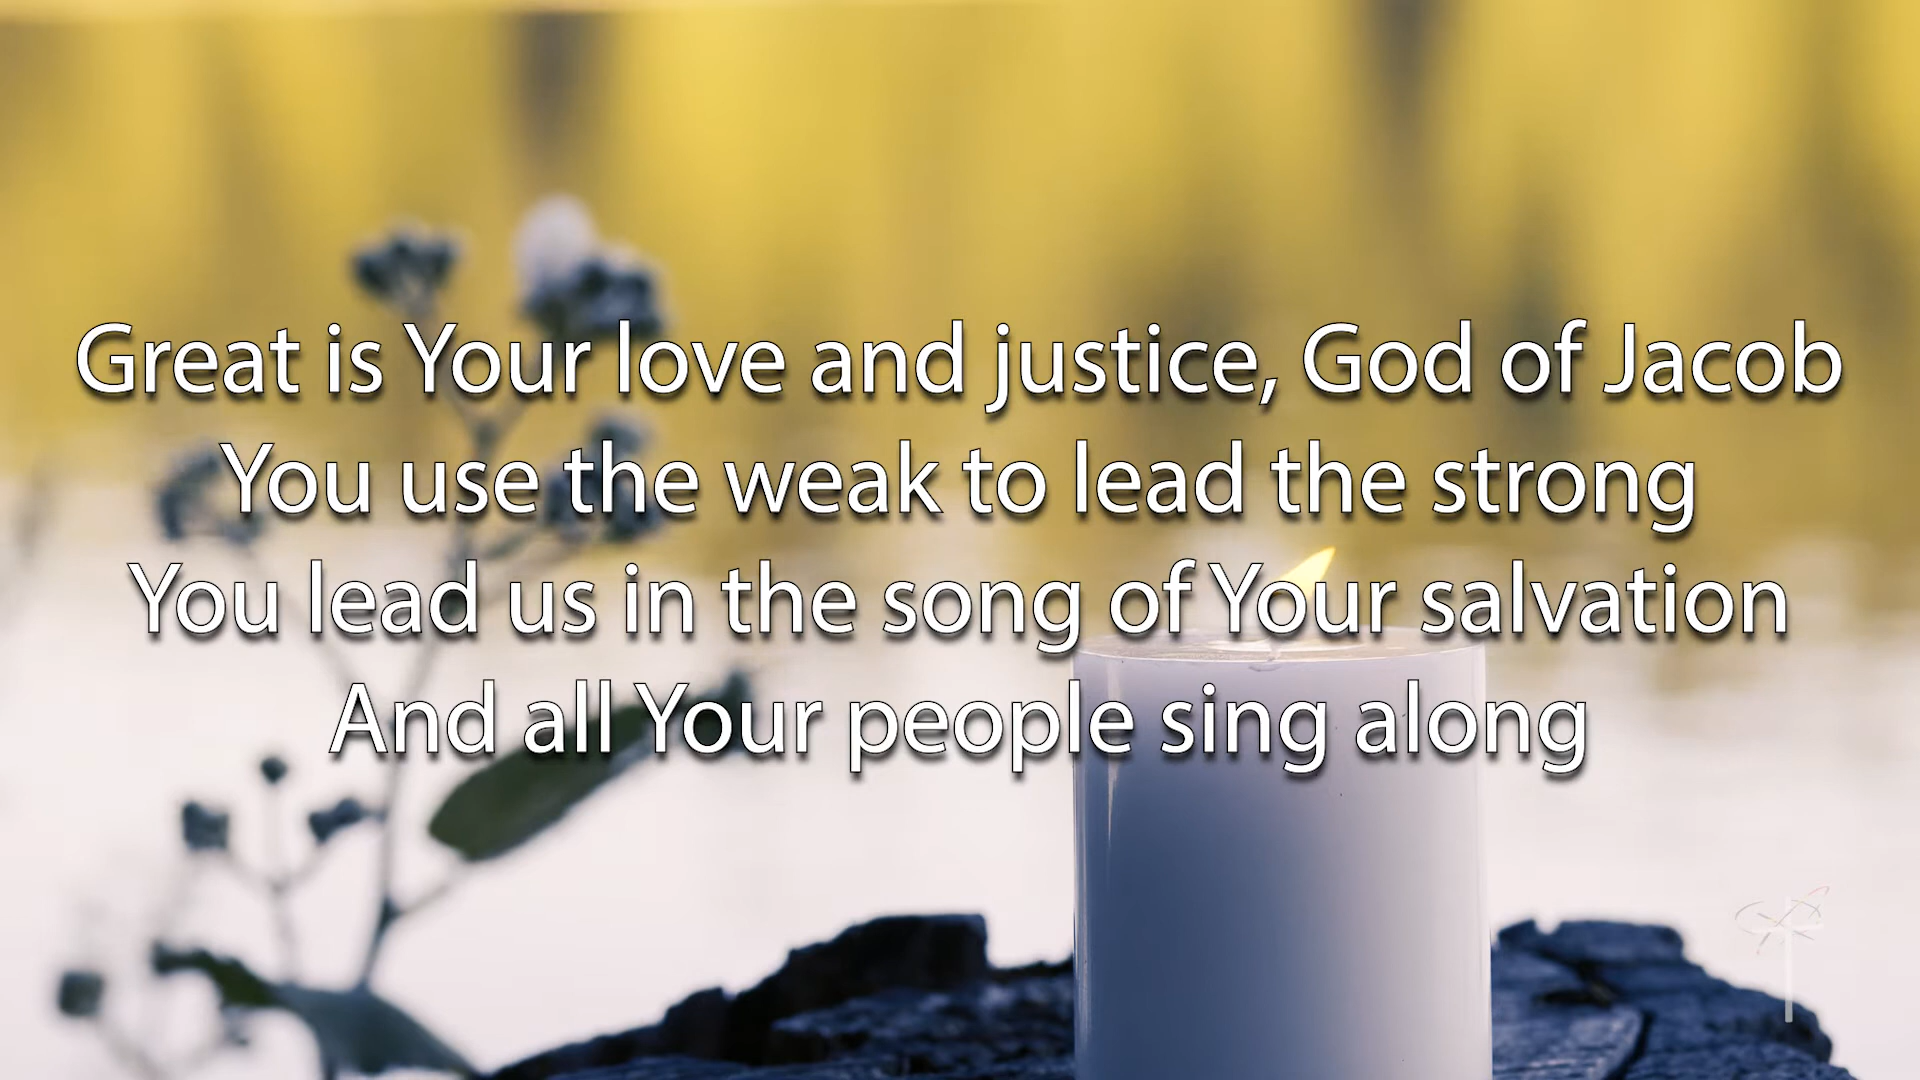 Great is Your love and justice, God of Jacob
You use the weak to lead the strong
You lead us in the song of Your salvation
And all Your people sing along